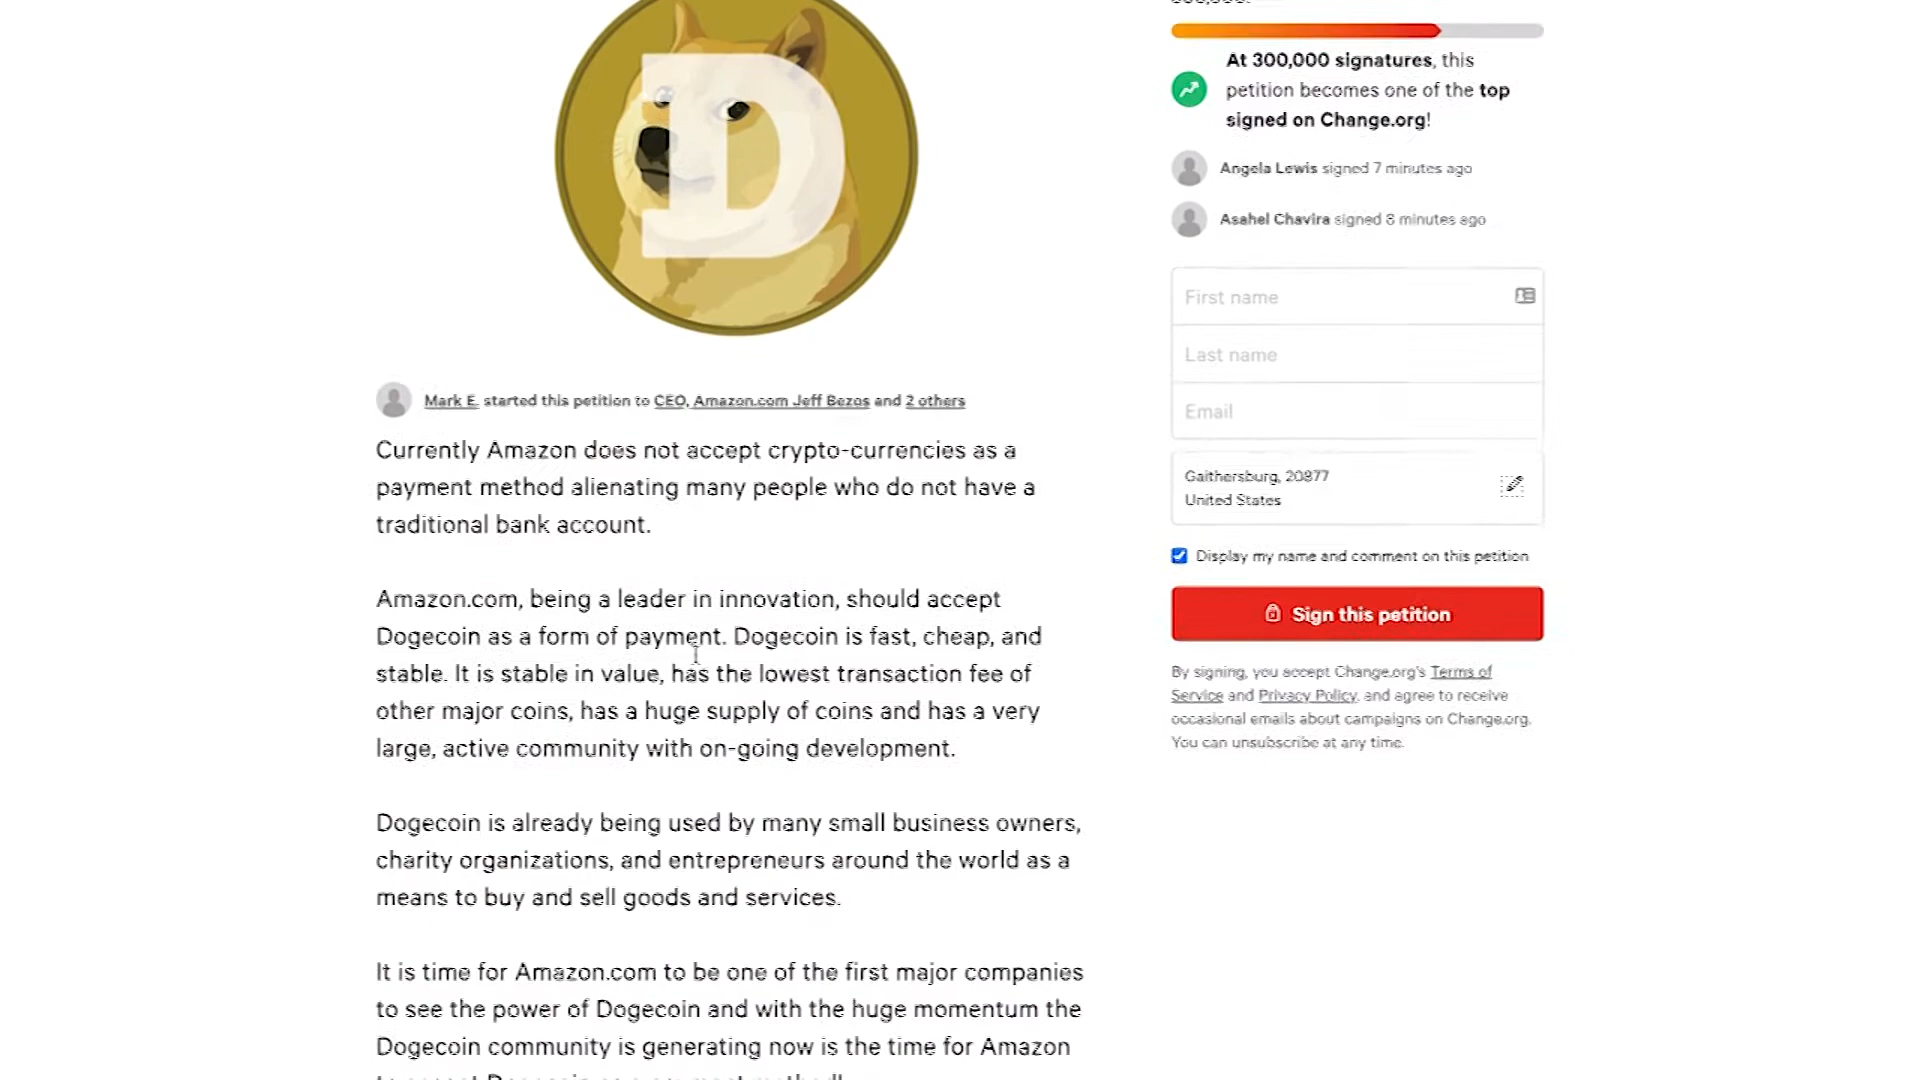 D
Mark E. started this petition to CEO, Amazon.com Jeff Bezos and 2 others
Currently Amazon does not accept crypto-currencies as a
payment method alienating many people who do not have a
traditional bank account.
Amazon.com, being a leader in innovation, should accept
Dogecoin as a form of payment. Dogecoin is fast, cheap, and
stable. It is stable in value, has the lowest transaction fee of
other major coins, has a huge supply of coins and has a very
large, active community with on-going development.
Dogecoin is already being used by many small business owners,
charity organizations, and entrepreneurs around the world as a
means to buy and sell goods and services.
It is time for Amazon.com to be one of the first major companies
to see the power of Dogecoin and with the huge momentum the
Dogecoin community is generating now is the time for Amazon
At 300,000 signatures, this
petition becomes one of the top
signed on Change.org!
Angela Lewis signed 7 minutes ago
Asahel Chavira signed 8 minutes ago
First name
Last name
Email
Gaithersburg, 20877
United States
Display my name and comment on this petition
Sign this petition
By signing, you accept Change.org's Terms of
Service and Privacy Policy, and agree to receive
occasional emails about campaigns on Change.org.
You can unsubscribe at any time.